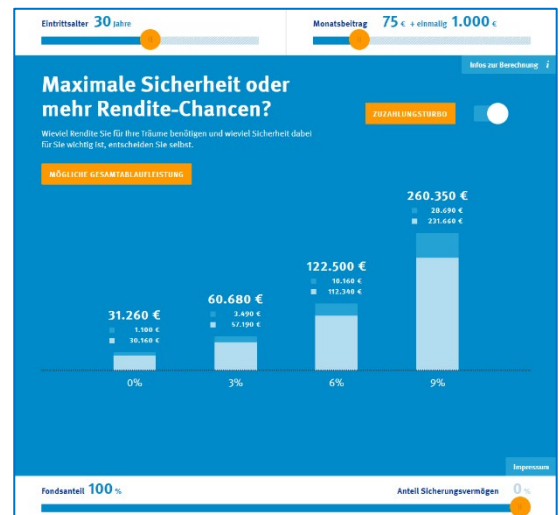 Eintrittsalter 30 Jahre
Monatsbeitrag 75 € + einmalig 1.000 €
Infos zur Berechnung i
Maximale Sicherheit oder
mehr Rendite-Chancen?
ZUZAHLUNGSTURBO
Wieviel Rendite Sie für Ihre Träume benötigen und wieviel Sicherheit dabei
für Sie wichtig ist, entscheiden Sie selbst.
MÖGLICHE GESAMTABLAUFLEISTUNG
260.350 €
28.690 €
231.660 €
122.500 €
10.160 €
112.340 €
60.680 €
3.490 €
57.190 €
31.260 €
1.100 €
30.160 €
0% 3% 6% 9%
Impressum
Fondsanteil 100 %
Anteil Sicherungsvermögen 0 %